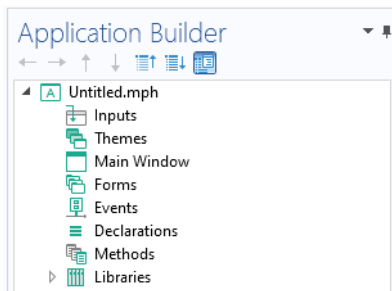 Application Builder
A Untitled.mph
Inputs
Themes
Main Window
Forms
Events
Declarations
Methods
Libraries